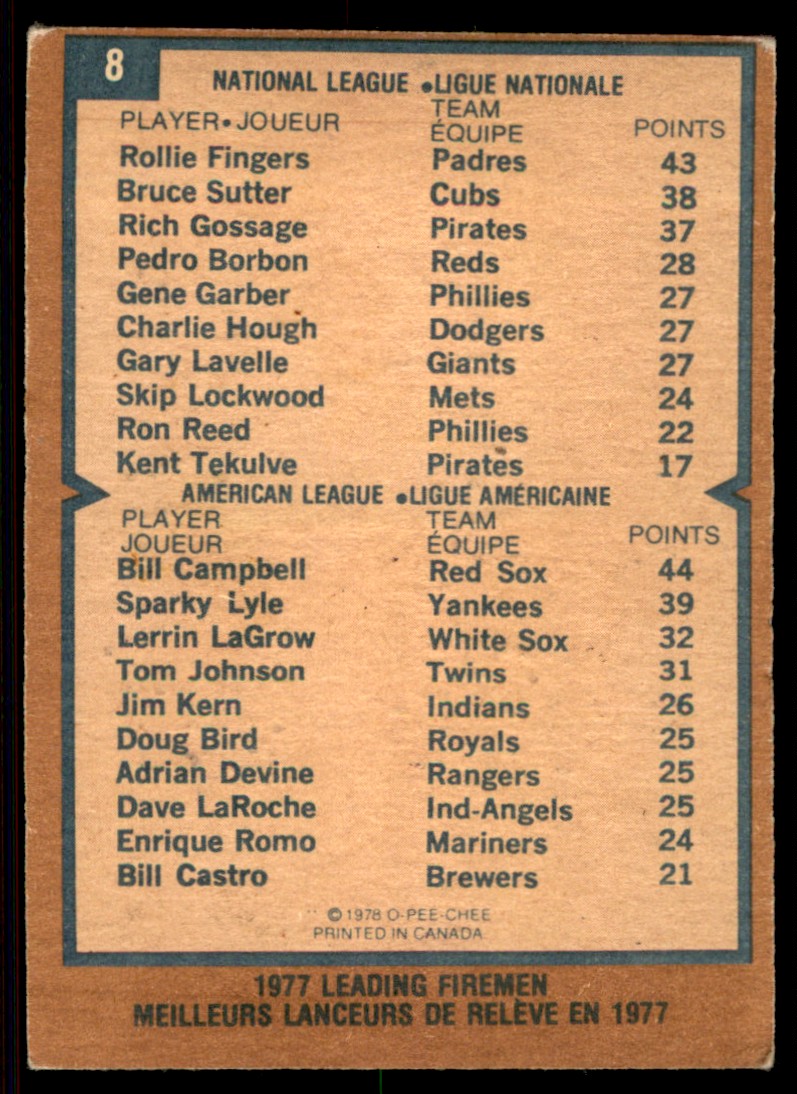 8
NATIONAL LEAGUE •LIGUE NATIONALE
PLAYER•JOUEUR TEAM ÉQUIPE POINTS
Rollie Fingers Padres 43
Bruce Sutter Cubs 38
Rich Gossage Pirates 37
Pedro Borbon Reds 28
Gene Garber Phillies 27
Charlie Hough Dodgers 27
Gary Lavelle Giants 27
Skip Lockwood Mets 24
Ron Reed Phillies 22
Kent Tekulve Pirates 17
AMERICAN LEAGUE •LIGUE AMÉRICAINE
PLAYER TEAM POINTS
JOUEUR ÉQUIPE
Bill Campbell Red Sox 44
Sparky Lyle Yankees 39
Lerrin LaGrow White Sox 32
Tom Johnson Twins 31
Jim Kern Indians 26
Doug Bird Royals 25
Adrian Devine Rangers 25
Dave LaRoche Ind-Angels 25
Enrique Romo Mariners 24
Bill Castro Brewers 21
©1978 O-PEE-CHEE
PRINTED IN CANADA
1977 LEADING FIREMEN
MEILLEURS LANCEURS DE RELÈVE EN 1977